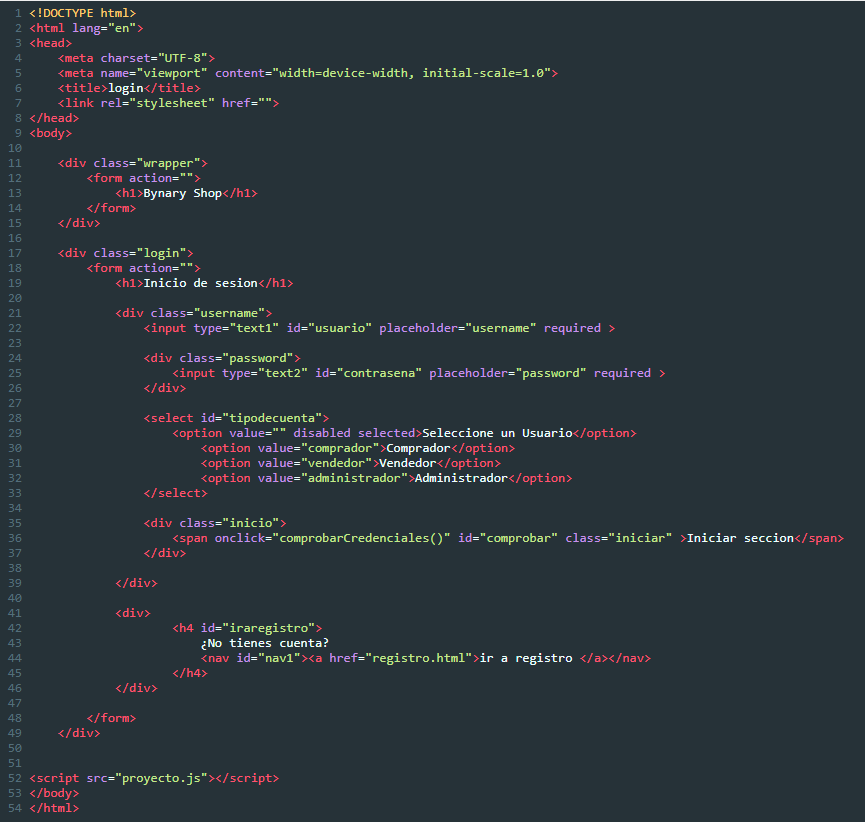 1 <!DOCTYPE html>
2 <html lang="en">
3 <head>
4     <meta charset="UTF-8">
5     <meta name="viewport" content="width=device-width, initial-scale=1.0">
6     <title>login</title>
7     <link rel="stylesheet" href="">
8 </head>
9 <body>
10
11     <div class="wrapper">
12         <form action="">
13             <h1>Bynary Shop</h1>
14         </form>
15     </div>
16
17     <div class="login">
18         <form action="">
19             <h1>Inicio de sesion</h1>
20
21             <div class="username">
22                 <input type="text1" id="usuario" placeholder="username" required >
23
24                 <div class="password">
25                     <input type="text2" id="contrasena" placeholder="password" required >
26                 </div>
27
28                 <select id="tipodecuenta">
29                     <option value="" disabled selected>Seleccione un Usuario</option>
30                         <option value="comprador">Comprador</option>
31                         <option value="vendedor">Vendedor</option>
32                         <option value="administrador">Administrador</option>
33                 </select>
34
35                 <div class="inicio">
36                     <span onclick="comprobarCredenciales()" id="comprobar" class="iniciar" >Iniciar seccion</span>
37                 </div>
38
39             </div>
40
41             <div>
42                     <h4 id="iraregistro">
43                         ¿No tienes cuenta?
44                         <nav id="nav1"><a href="registro.html">ir a registro </a></nav>
45                     </h4>
46             </div>
47
48         </form>
49     </div>
50
51
52 <script src="proyecto.js"></script>
53 </body>
54 </html>